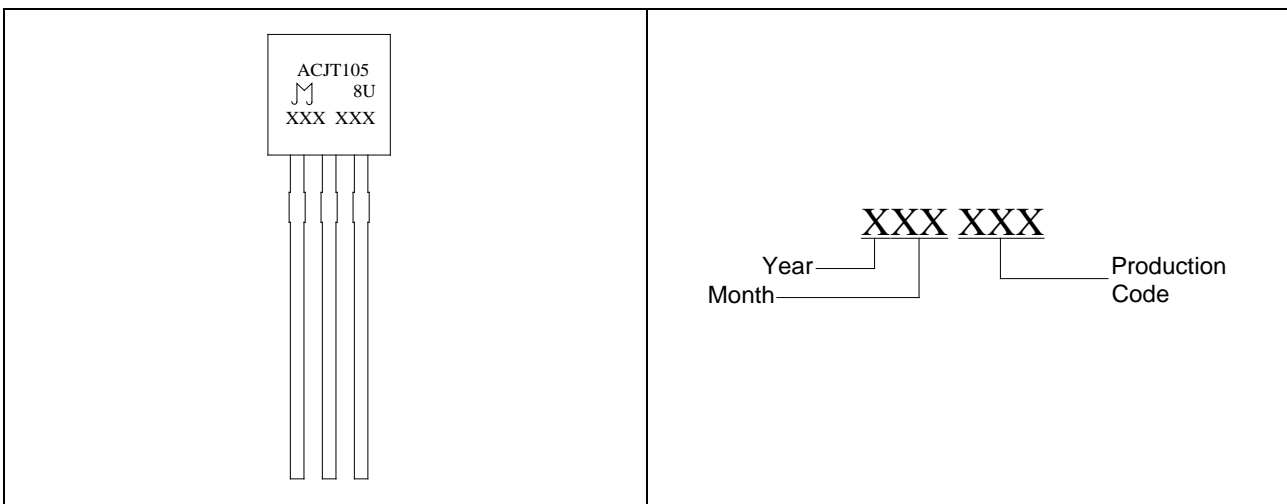 ACJT105
8U
XXX XXX
XXX XXX
Year
Month
Production
Code